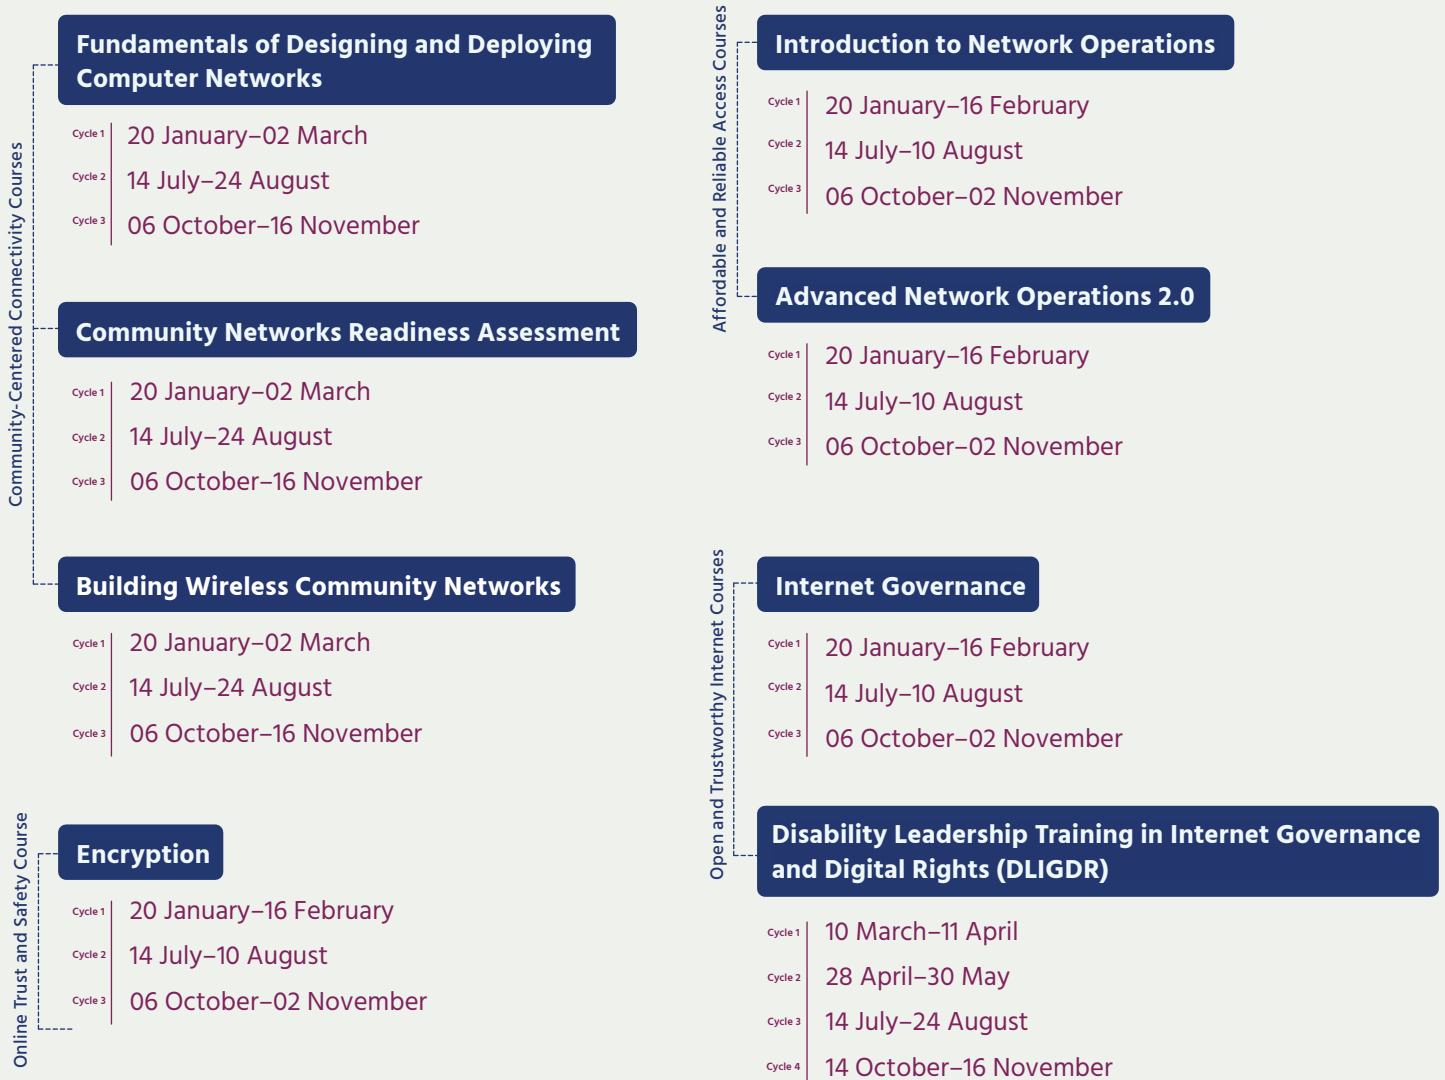 Community-Centered Connectivity Courses
Fundamentals of Designing and Deploying
Computer Networks
Cycle 1 20 January–02 March
Cycle 2 14 July–24 August
Cycle 3 06 October–16 November
Community Networks Readiness Assessment
Cycle 1 20 January–02 March
Cycle 2 14 July–24 August
Cycle 3 06 October–16 November
Building Wireless Community Networks
Cycle 1 20 January–02 March
Cycle 2 14 July–24 August
Cycle 3 06 October–16 November
Online Trust and Safety Course
Encryption
Cycle 1 20 January–16 February
Cycle 2 14 July–10 August
Cycle 3 06 October–02 November
Affordable and Reliable Access Courses
Introduction to Network Operations
Cycle 1 20 January–16 February
Cycle 2 14 July–10 August
Cycle 3 06 October–02 November
Advanced Network Operations 2.0
Cycle 1 20 January–16 February
Cycle 2 14 July–10 August
Cycle 3 06 October–02 November
Open and Trustworthy Internet Courses
Internet Governance
Cycle 1 20 January–16 February
Cycle 2 14 July–10 August
Cycle 3 06 October–02 November
Disability Leadership Training in Internet Governance
and Digital Rights (DLIGDR)
Cycle 1 10 March–11 April
Cycle 2 28 April–30 May
Cycle 3 14 July–24 August
Cycle 4 14 October–16 November